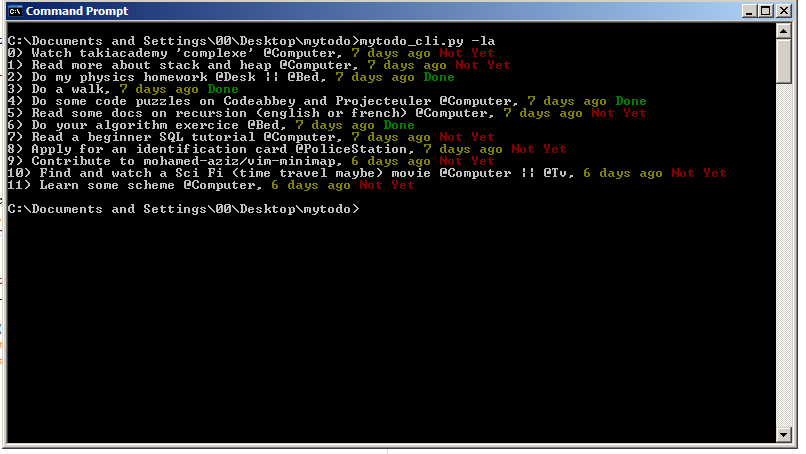 Command Prompt
C:\Documents and Settings\00\Desktop\mytodo>mytodo_cli.py -la
0) Watch takiacademy 'complexe' @Computer, 7 days ago Not Yet
1) Read more about stack and heap @Computer, 7 days ago Not Yet
2) Do my physics homework @Desk || @Bed, 7 days ago Done
3) Do a walk, 7 days ago Done
4) Do some code puzzles on Codeabbey and Projecteuler @Computer, 7 days ago Done
5) Read some docs on recursion (english or french) @Computer, 7 days ago Not Yet
6) Do your algorithm exercice @Bed, 7 days ago Done
7) Read a beginner SQL tutorial @Computer, 7 days ago Not Yet
8) Apply for an identification card @PoliceStation, 7 days ago Not Yet
9) Contribute to mohamed-aziz/vim-minimap, 6 days ago Not Yet
10) Find and watch a Sci Fi (time travel maybe) movie @Computer || @Tv, 6 days ago Not Yet
11) Learn some scheme @Computer, 6 days ago Not Yet
C:\Documents and Settings\00\Desktop\mytodo>